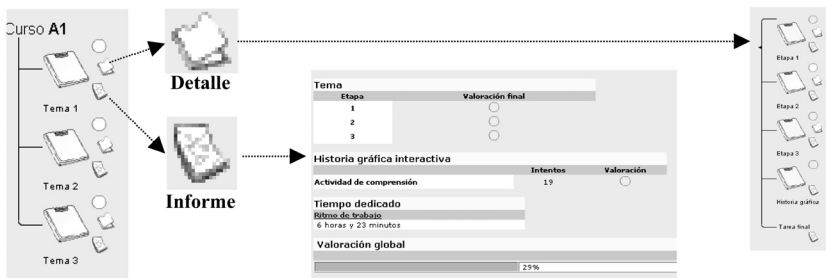 Curso A1
Tema 1
Tema 2
Tema 3
Detalle
Informe
Tema
Etapa Valoración final
1
2
3
Historia gráfica interactiva
Intentos Valoración
Actividad de comprensión 19
Tiempo dedicado
Ritmo de trabajo
6 horas y 23 minutos
Valoración global
29%
Etapa 1
Etapa 2
Etapa 3
Historia gráfica
Tarea final